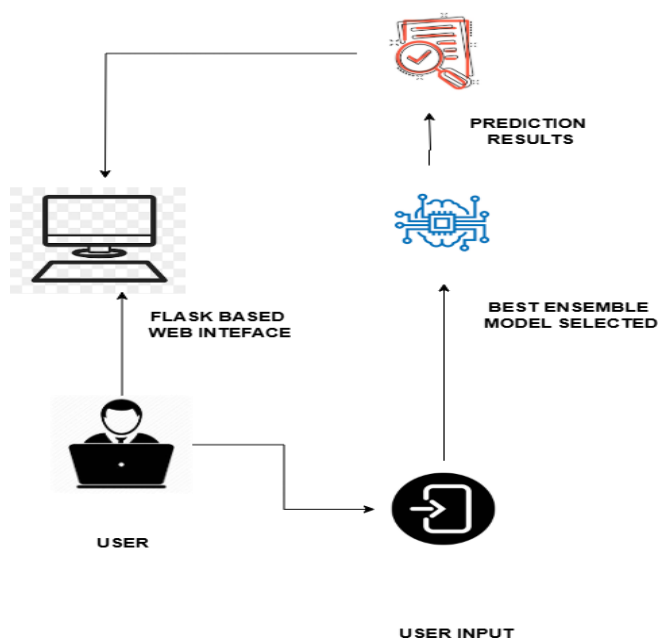 PREDICTION
RESULTS
FLASK BASED
WEB INTEFACE
BEST ENSEMBLE
MODEL SELECTED
USER
USER INPUT